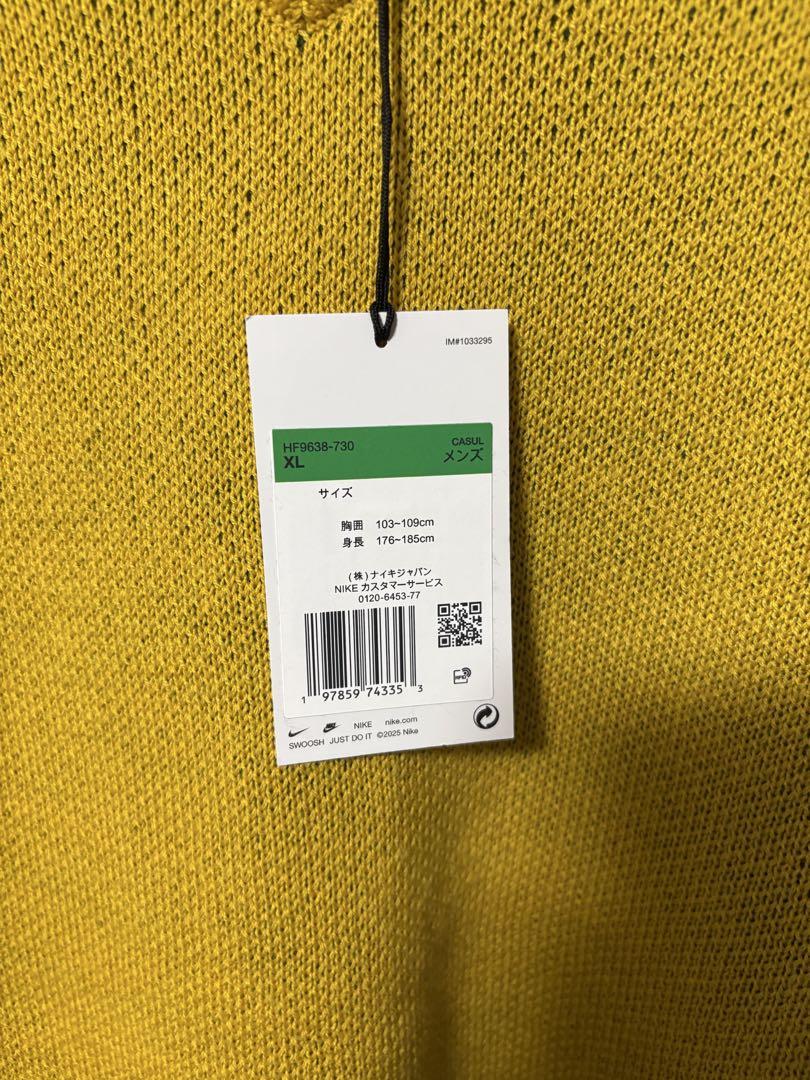 IM#1033295
HF9638-730
CASUL
XL
メンズ
サイズ
胸囲 103~109cm
身長 176~185cm
(株)ナイキジャパン
NIKE カスタマーサービス
0120-6453-77
1 97859 74335 3
RFID
NIKE nike.com
SWOOSH JUST DO IT ©2025 Nike